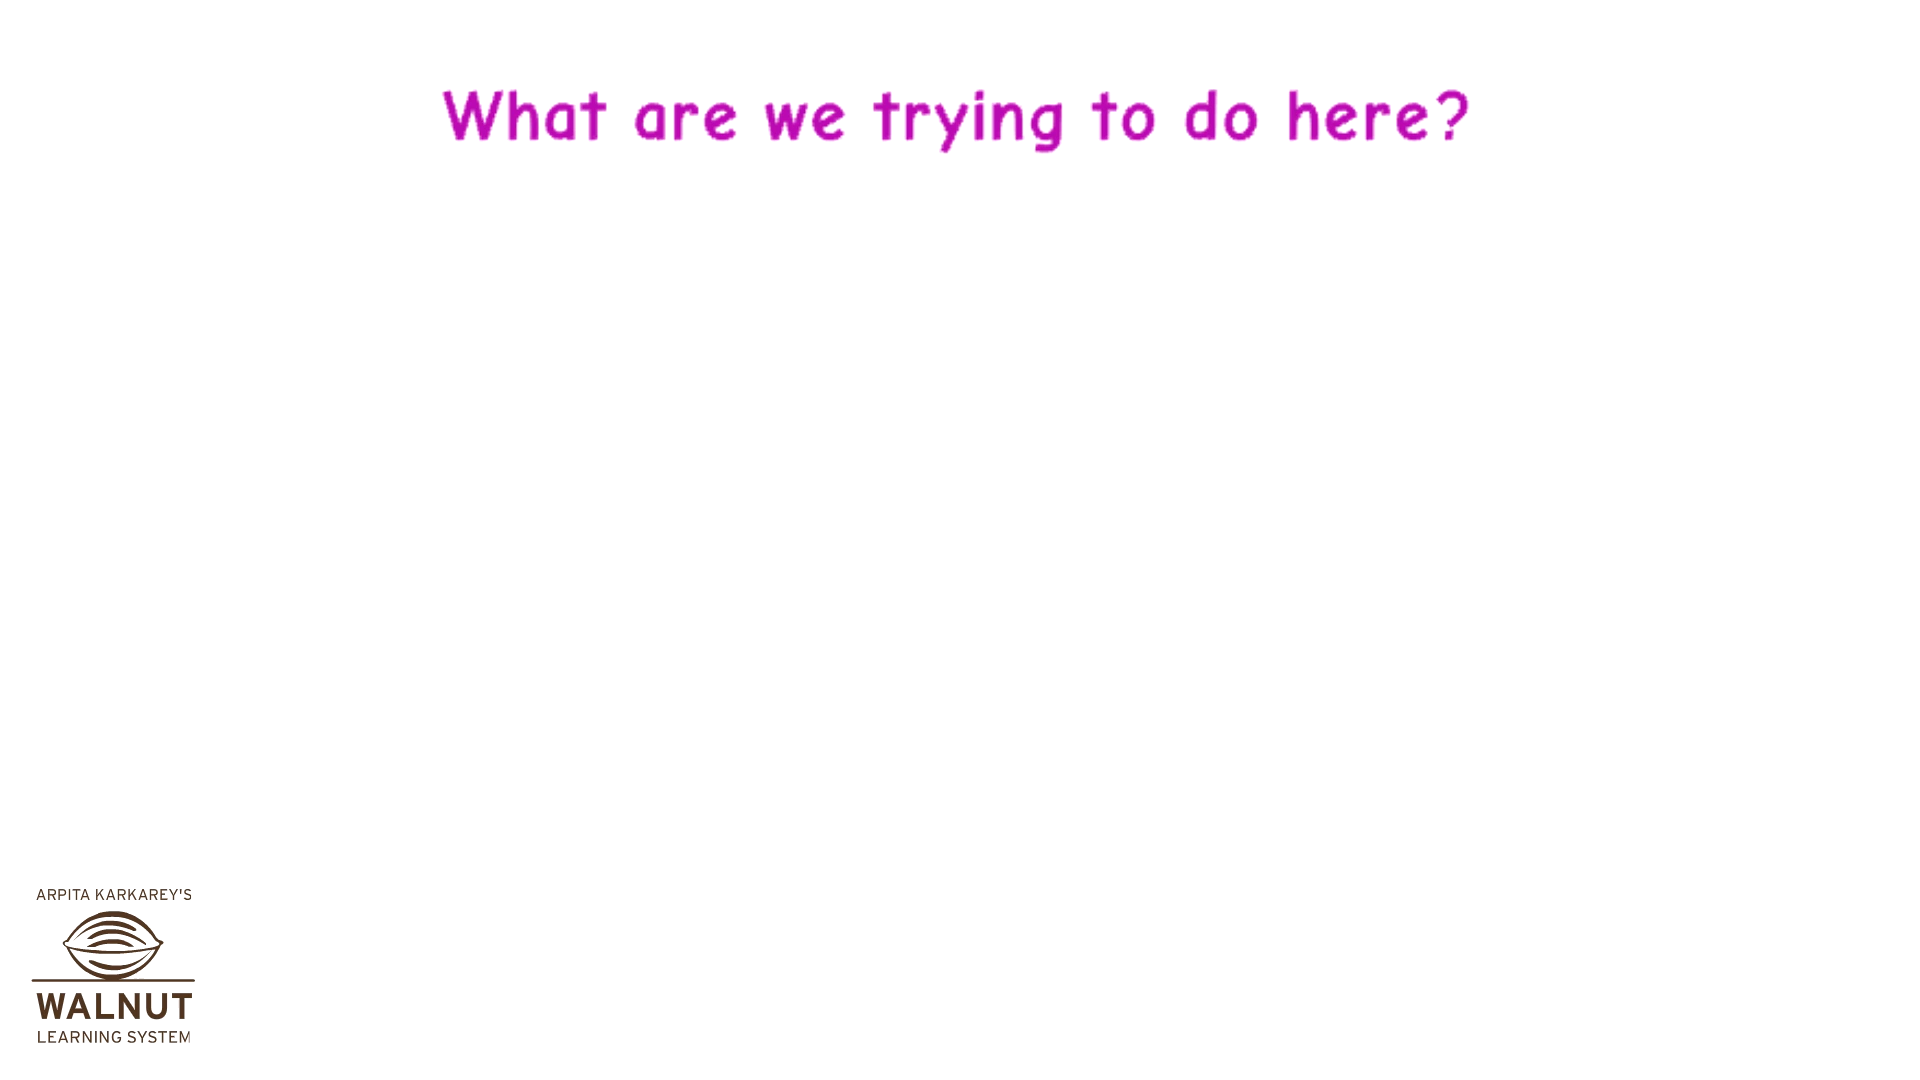 What are we trying to do here?
ARPITA KARKAREY'S
WALNUT
LEARNING SYSTEM